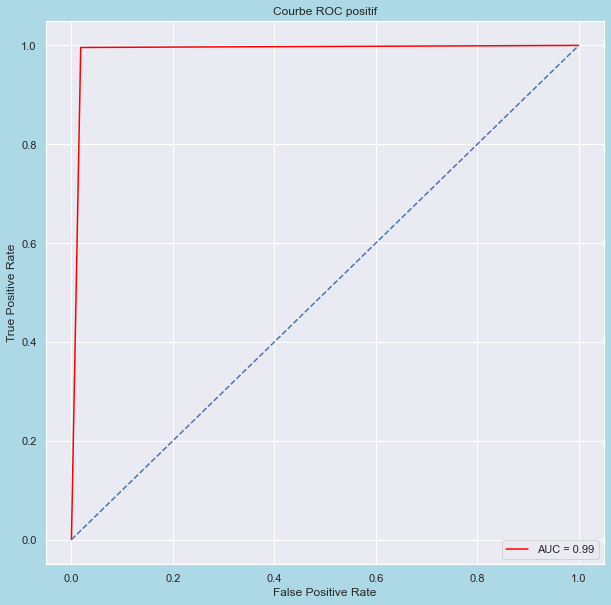 Courbe ROC positif
True Positive Rate
1.0
0.8
0.6
0.4
0.2
0.0
AUC = 0.99
0.0 0.2 0.4 0.6 0.8 1.0
False Positive Rate